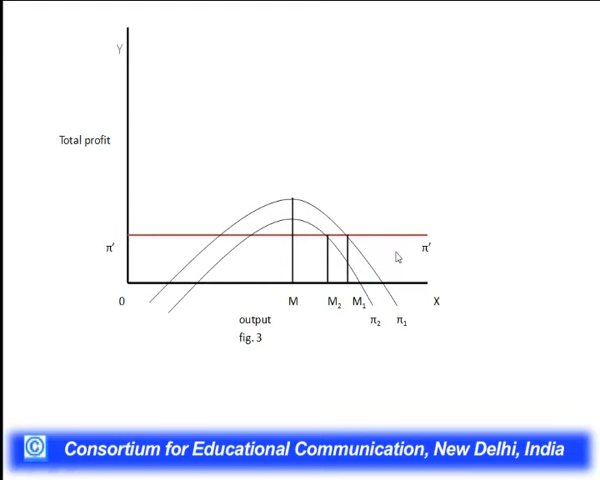 Y
Total profit
π′ π′
0 M M₂ M₁ X
output π₂ π₁
fig. 3
© Consortium for Educational Communication, New Delhi, India